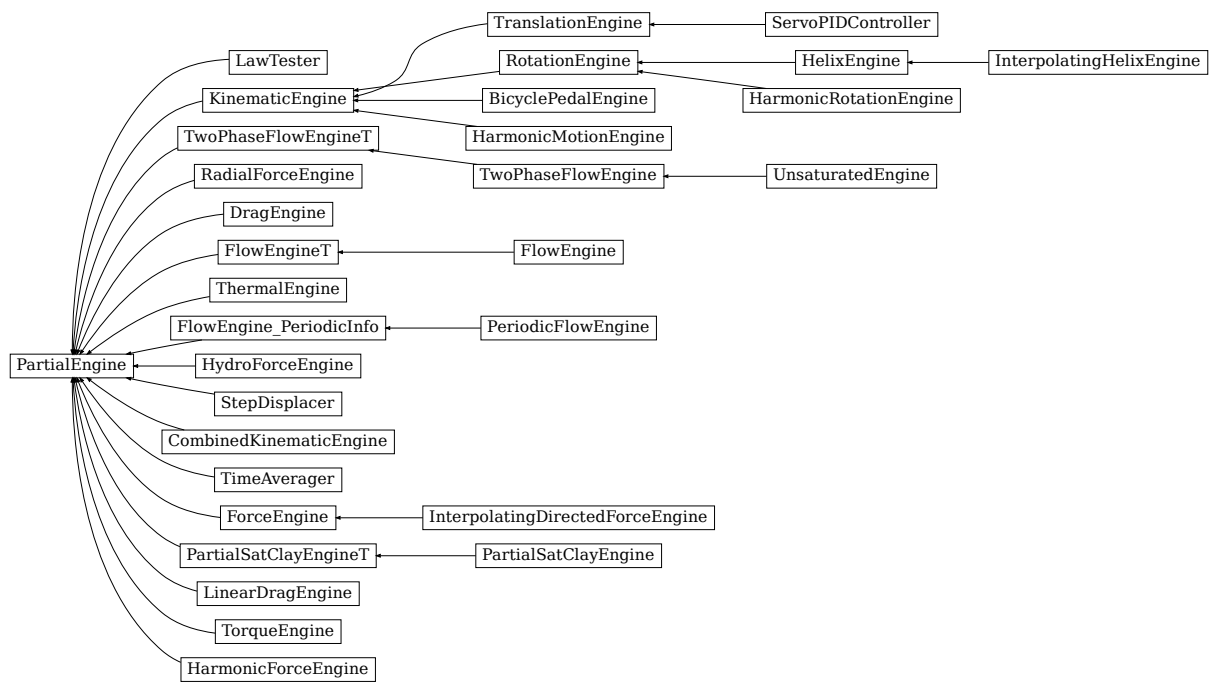 TranslationEngine
ServoPIDController
LawTester
RotationEngine
HelixEngine
InterpolatingHelixEngine
KinematicEngine
BicyclePedalEngine
HarmonicRotationEngine
TwoPhaseFlowEngineT
HarmonicMotionEngine
RadialForceEngine
TwoPhaseFlowEngine
UnsaturatedEngine
DragEngine
FlowEngineT
FlowEngine
ThermalEngine
FlowEngine_PeriodicInfo
PeriodicFlowEngine
PartialEngine
HydroForceEngine
StepDisplacer
CombinedKinematicEngine
TimeAverager
ForceEngine
InterpolatingDirectedForceEngine
PartialSatClayEngineT
PartialSatClayEngine
LinearDragEngine
TorqueEngine
HarmonicForceEngine